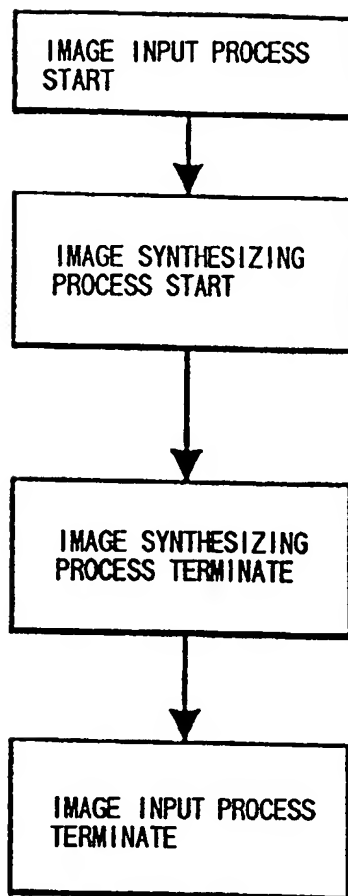 IMAGE INPUT PROCESS
START
IMAGE SYNTHESIZING
PROCESS START
IMAGE SYNTHESIZING
PROCESS TERMINATE
IMAGE INPUT PROCESS
TERMINATE